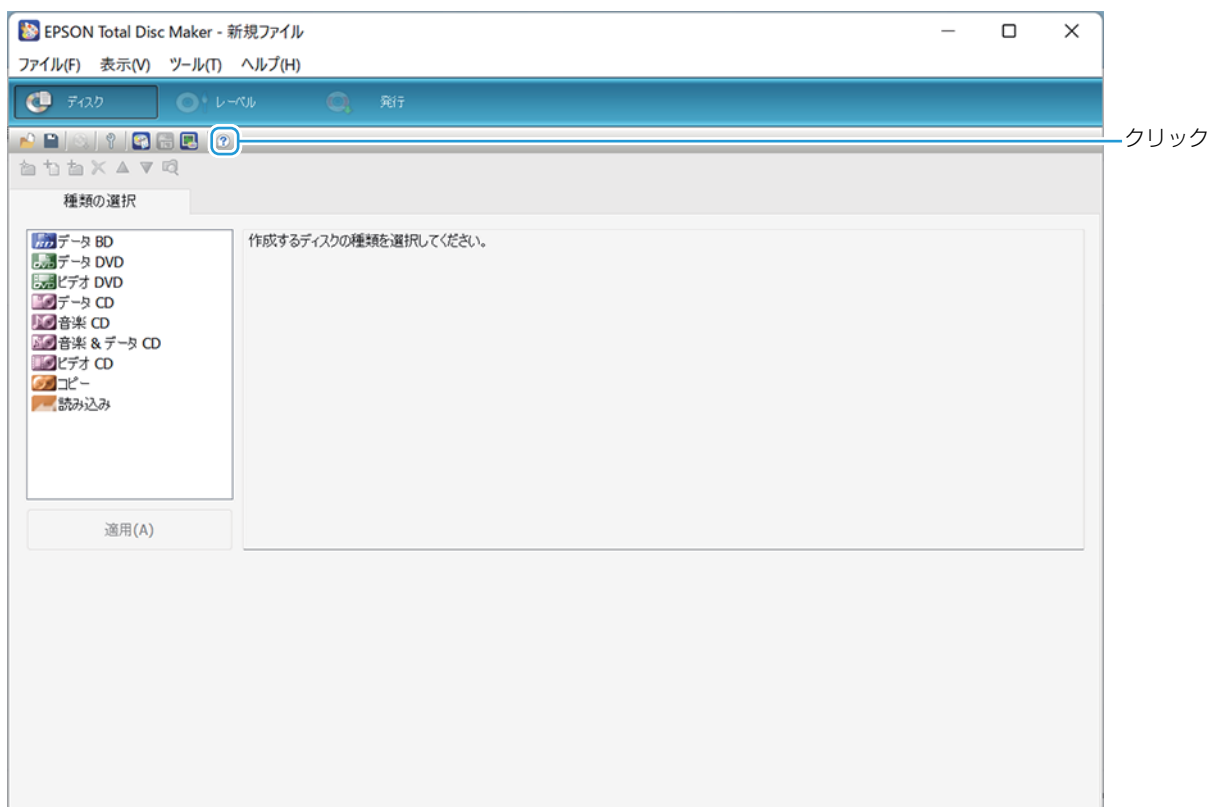 EPSON Total Disc Maker - 新規ファイル
ファイル(F) 表示(V) ツール(T) ヘルプ(H)
ディスク レーベル 発行
クリック
種類の選択
データ BD
データ DVD
ビデオ DVD
データ CD
音楽 CD
音楽 & データ CD
ビデオ CD
コピー
読み込み
作成するディスクの種類を選択してください。
適用(A)